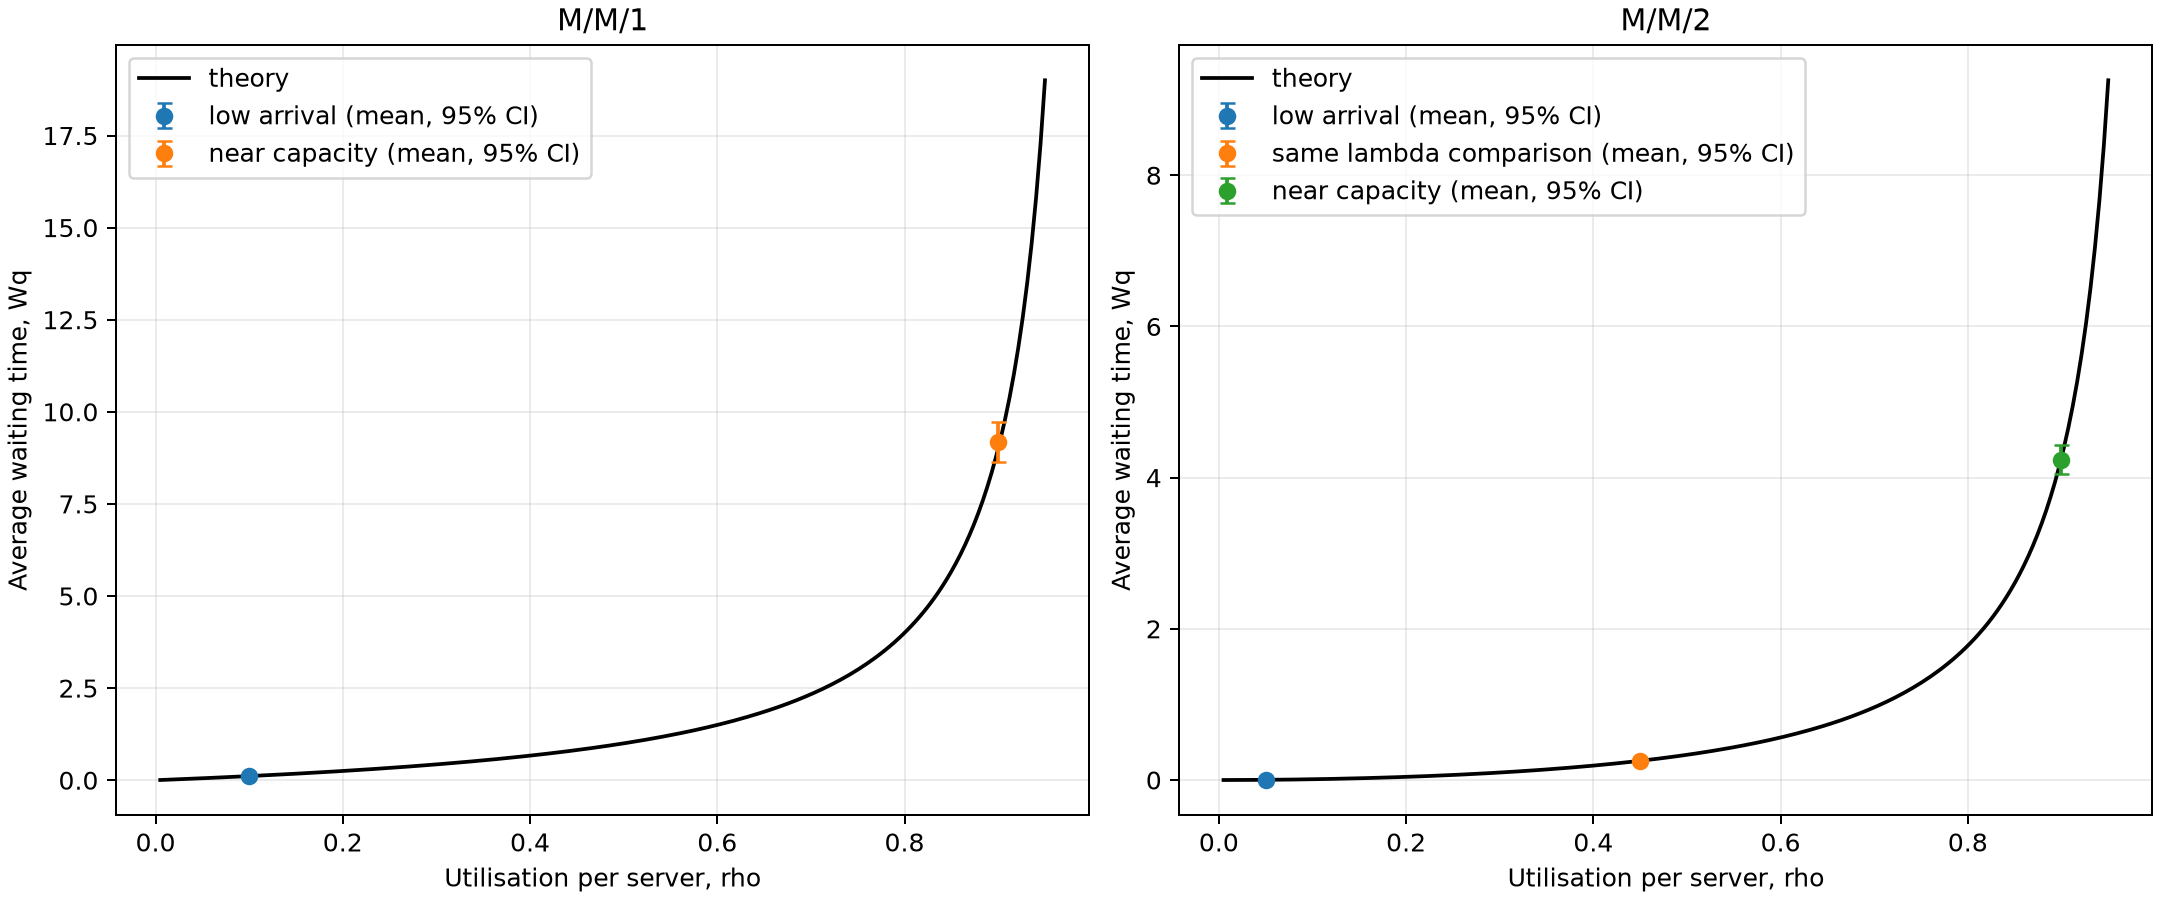 M/M/1
theory
low arrival (mean, 95% CI)
near capacity (mean, 95% CI)
17.5
15.0
12.5
10.0
7.5
5.0
2.5
0.0
Average waiting time, Wq
0.0 0.2 0.4 0.6 0.8
Utilisation per server, rho
M/M/2
theory
low arrival (mean, 95% CI)
same lambda comparison (mean, 95% CI)
near capacity (mean, 95% CI)
8
6
4
2
0
Average waiting time, Wq
0.0 0.2 0.4 0.6 0.8
Utilisation per server, rho